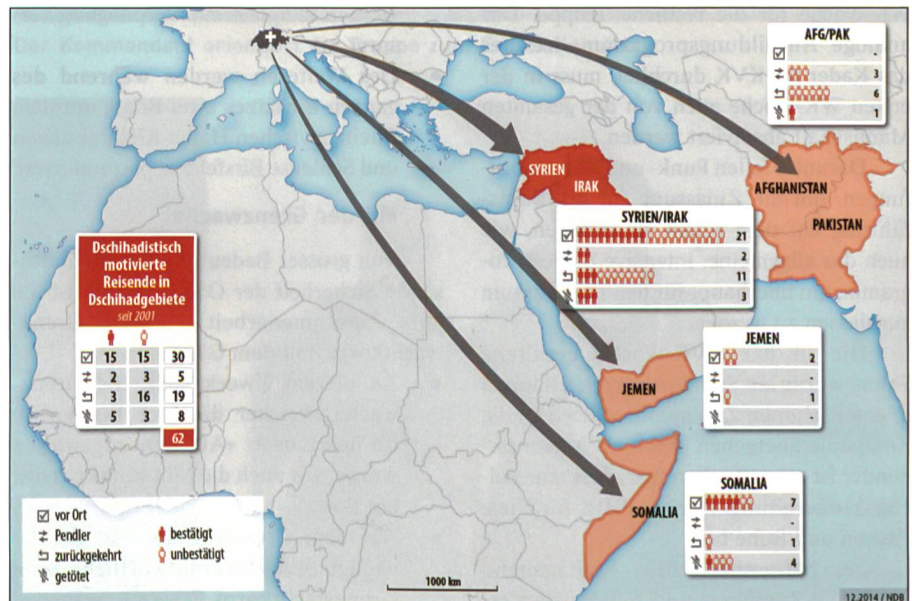 AFG/PAK
-
3
6
1
SYRIEN
IRAK
AFGHANISTAN
PAKISTAN
SYRIEN/IRAK
21
2
11
3
Dschihadistisch
motivierte
Reisende in
Dschihadgebiete
seit 2001
15 15 30
2 3 5
3 16 19
5 3 8
62
JEMEN
JEMEN
2
-
1
-
SOMALIA
SOMALIA
7
-
1
4
vor Ort
Pendler
zurückgekehrt
getötet
bestätigt
unbestätigt
1000 km
12.2014 / NDB